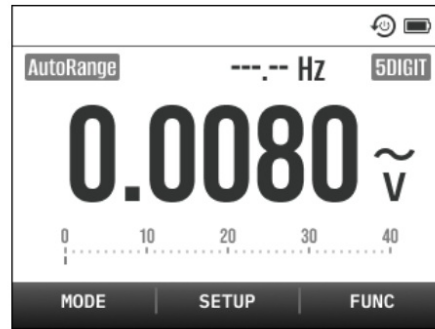 AutoRange ---.-- Hz 5DIGIT
0.0080 ~ V
0 10 20 30 40
MODE SETUP FUNC